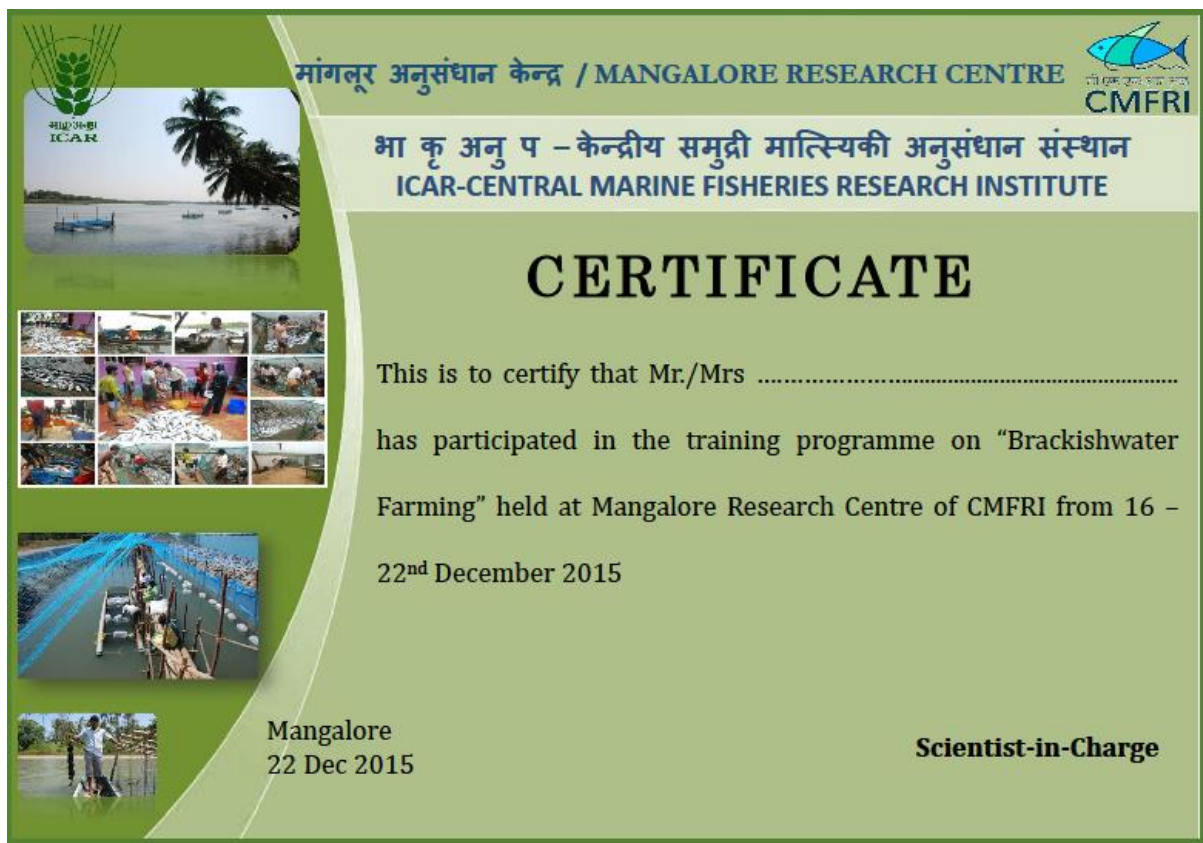 मांगलूर अनुसंधान केन्द्र / MANGALORE RESEARCH CENTRE
CMFRI
भाकृअनुप
ICAR
भा कृ अनु प – केन्द्रीय समुद्री मात्स्यिकी अनुसंधान संस्थान
ICAR-CENTRAL MARINE FISHERIES RESEARCH INSTITUTE
CERTIFICATE
This is to certify that Mr./Mrs ................................................................
has participated in the training programme on “Brackishwater
Farming” held at Mangalore Research Centre of CMFRI from 16 –
22nd December 2015
Mangalore
22 Dec 2015
Scientist-in-Charge